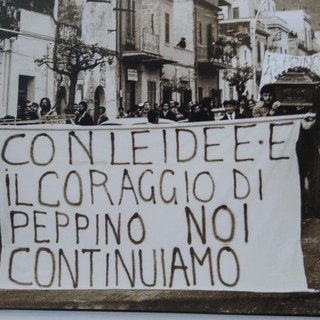 CON LE IDEE • E
IL CORAGGIO DI
PEPPINO NOI
CONTINUIAMO